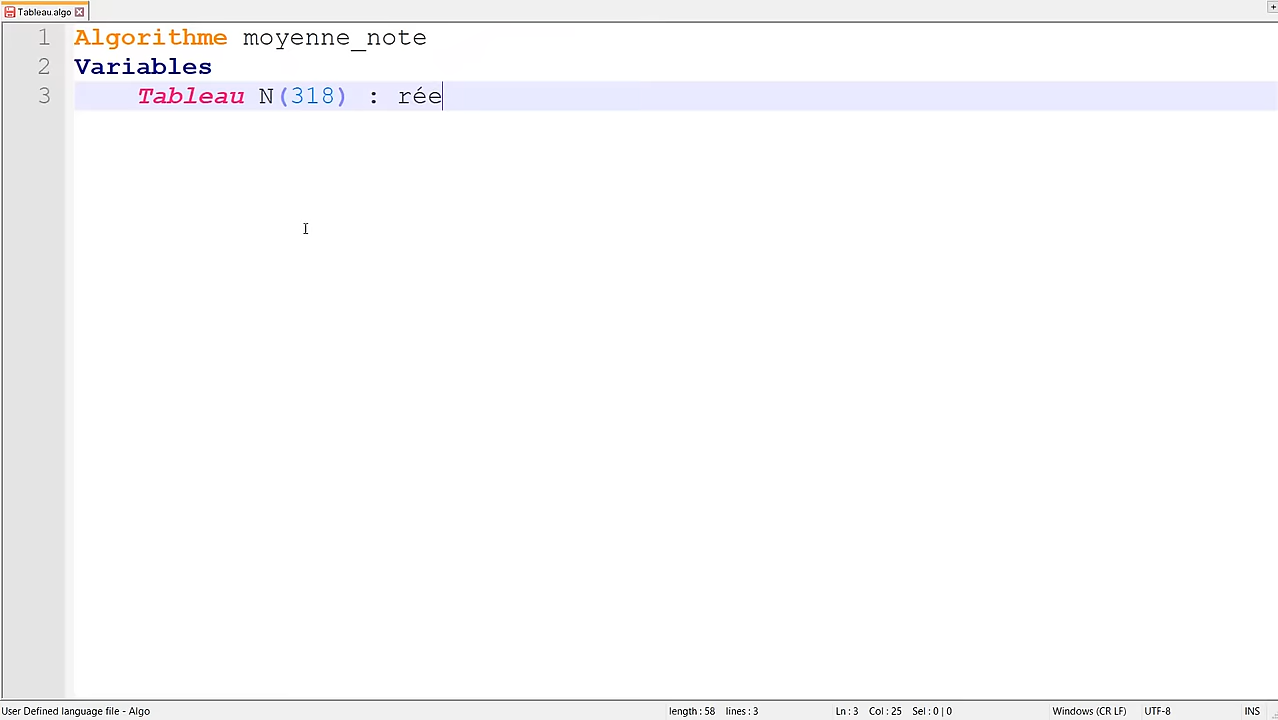 Tableau.algo
1 Algorithme moyenne_note
2 Variables
3 Tableau N(318) : rée
User Defined language file - Algo length : 58 lines : 3 Ln : 3 Col : 25 Sel : 0 | 0 Windows (CR LF) UTF-8 INS